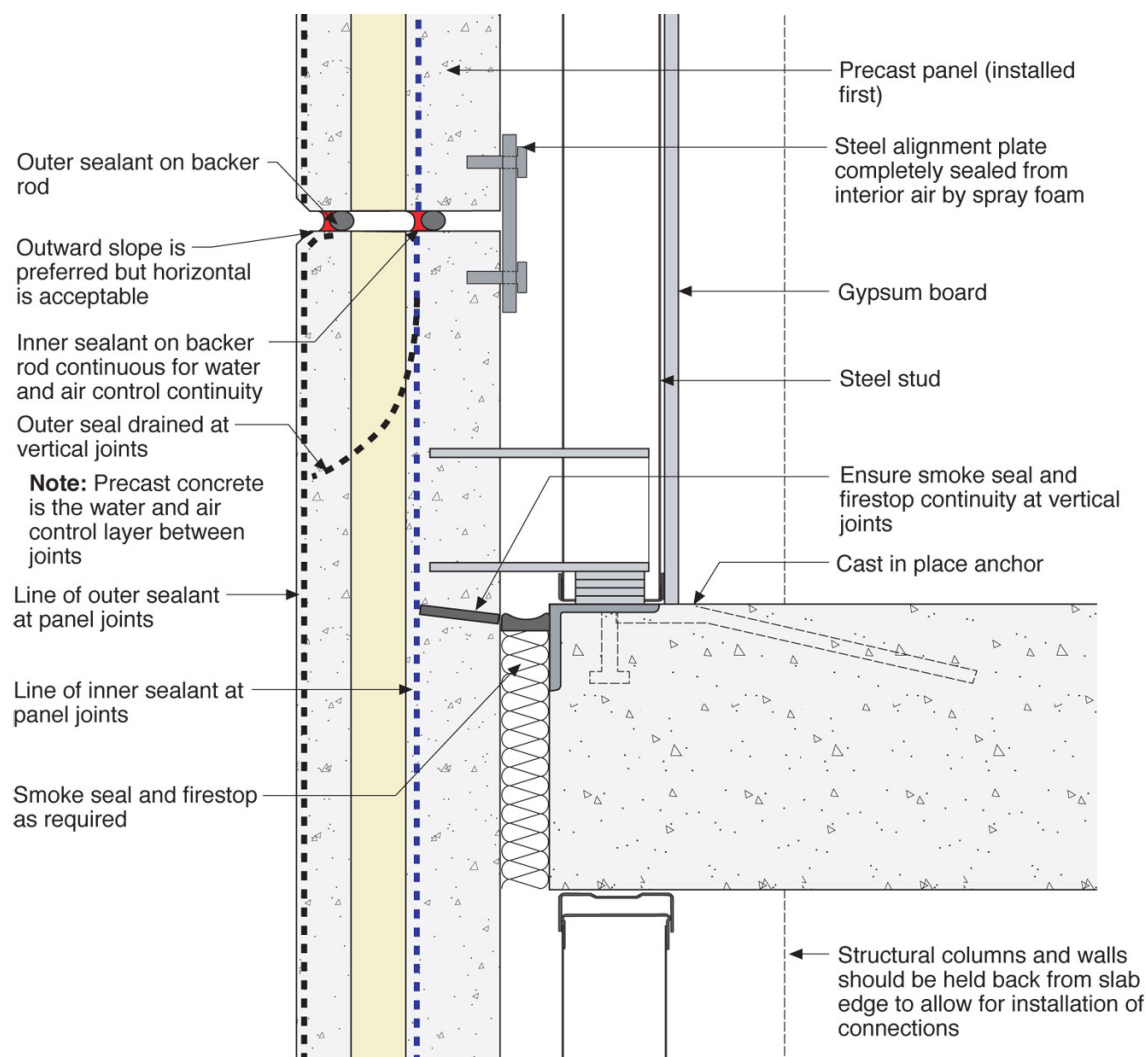 Outer sealant on backer
rod
Outward slope is
preferred but horizontal
is acceptable
Inner sealant on backer
rod continuous for water
and air control continuity
Outer seal drained at
vertical joints
Note: Precast concrete
is the water and air
control layer between
joints
Line of outer sealant
at panel joints
Line of inner sealant at
panel joints
Smoke seal and firestop
as required
Precast panel (installed
first)
Steel alignment plate
completely sealed from
interior air by spray foam
Gypsum board
Steel stud
Ensure smoke seal and
firestop continuity at vertical
joints
Cast in place anchor
Structural columns and walls
should be held back from slab
edge to allow for installation of
connections